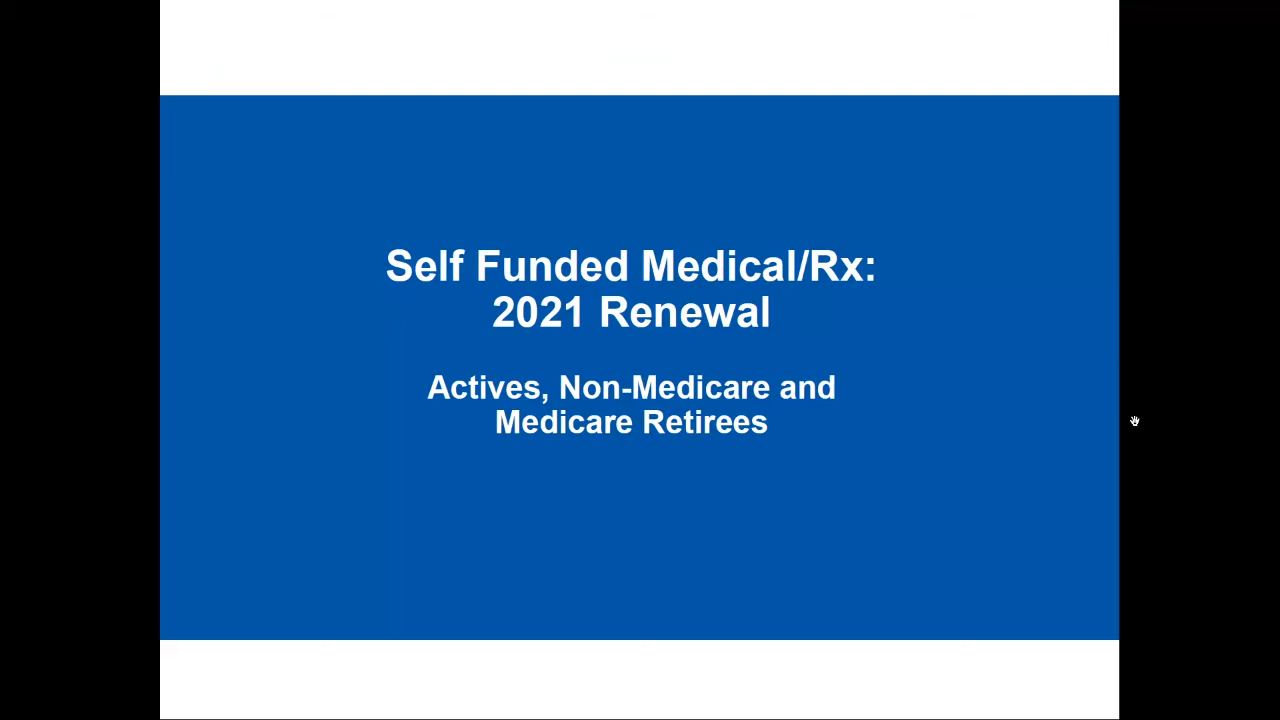 Self Funded Medical/Rx:
2021 Renewal
Actives, Non-Medicare and
Medicare Retirees